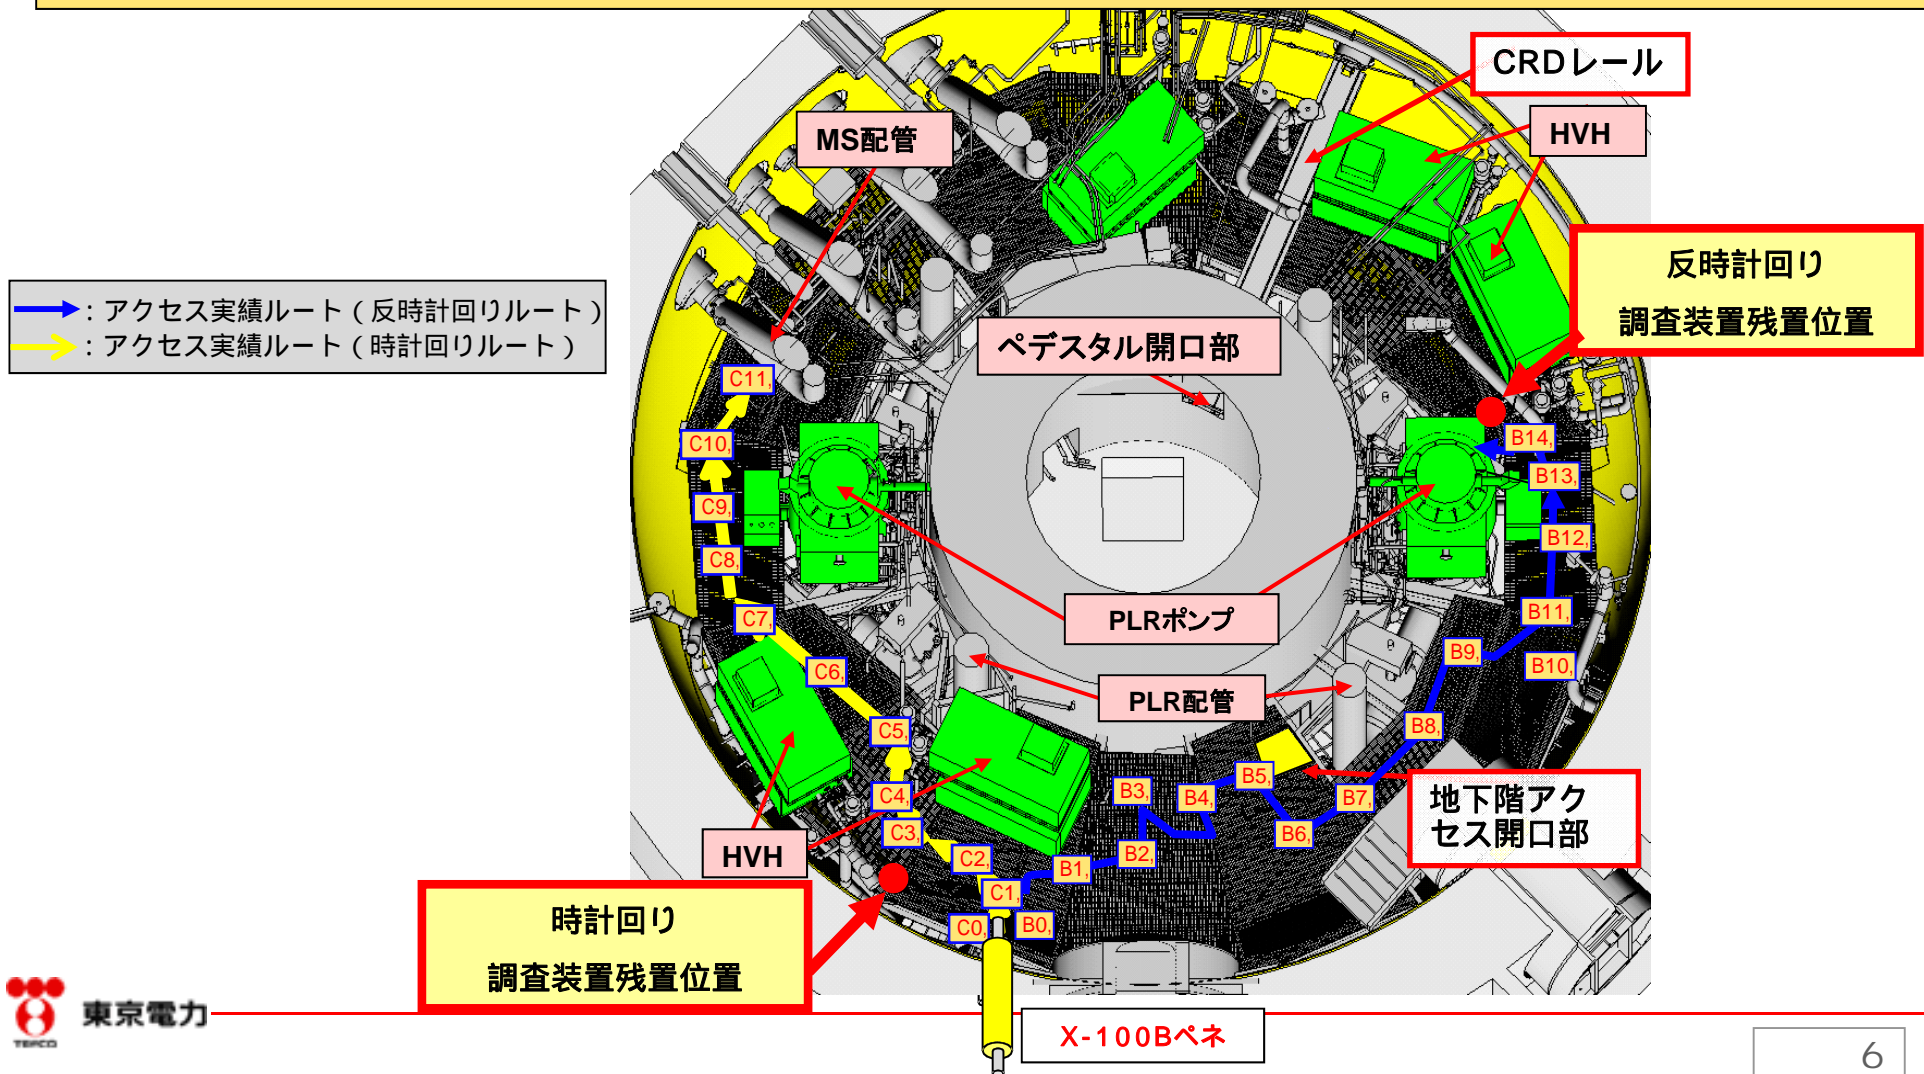 CRDレール
MS配管
HVH
反時計回り
調査装置残置位置
：アクセス実績ルート（反時計回りルート）
：アクセス実績ルート（時計回りルート）
ペデスタル開口部
C11,
C10,
C9,
C8,
C7,
C6,
C5,
C4,
C3,
C2,
C1,
C0,
B0,
B1,
B2,
B3,
B4,
B5,
B6,
B7,
B8,
B9,
B10,
B11,
B12,
B13,
B14,
PLRポンプ
PLR配管
地下階アク
セス開口部
HVH
時計回り
調査装置残置位置
東京電力
TEPCO
X-100Bペネ
6